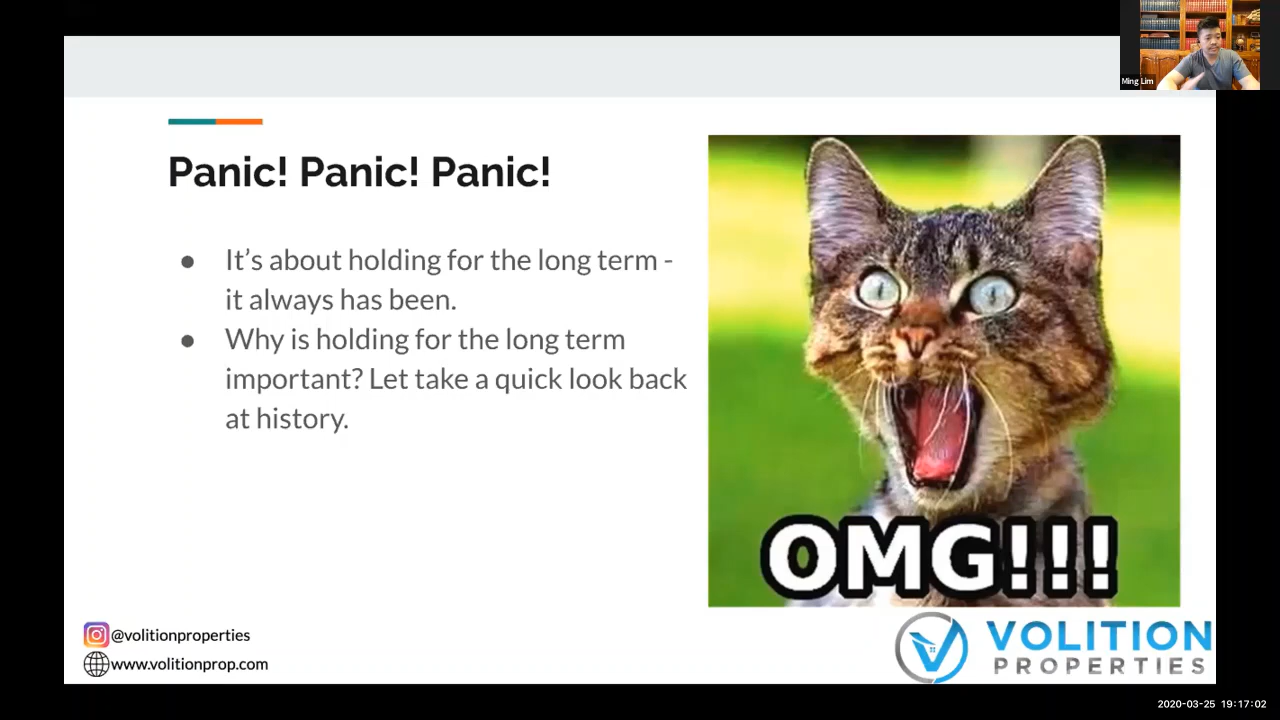 Ming Lim
Panic! Panic! Panic!
● It’s about holding for the long term -
it always has been.
● Why is holding for the long term
important? Let take a quick look back
at history.
OMG!!!
@volitionproperties
www.volitionprop.com
VOLITION
PROPERTIES
2020-03-25 19:17:02